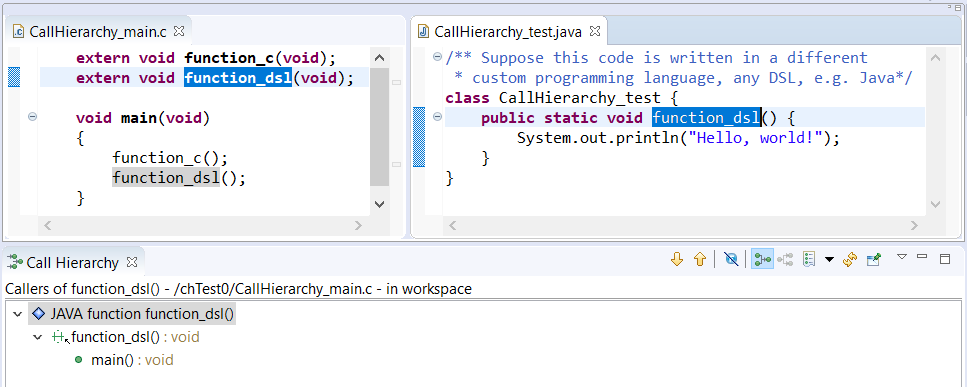 CallHierarchy_main.c
extern void function_c(void);
extern void function_dsl(void);
void main(void)
{
function_c();
function_dsl();
}
CallHierarchy_test.java
/** Suppose this code is written in a different
* custom programming language, any DSL, e.g. Java*/
class CallHierarchy_test {
public static void function_dsl() {
System.out.println("Hello, world!");
}
}
Call Hierarchy
Callers of function_dsl() - /chTest0/CallHierarchy_main.c - in workspace
JAVA function function_dsl()
function_dsl() : void
main() : void